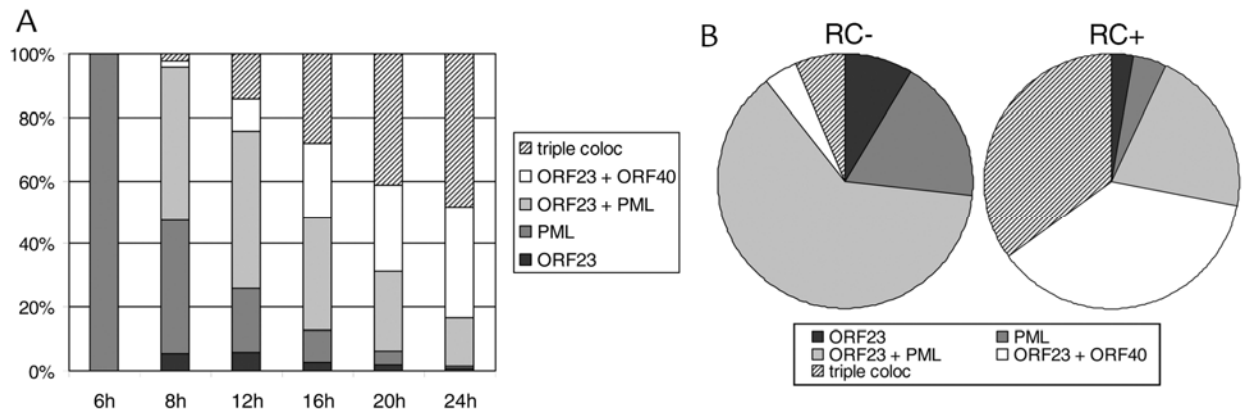 A
100%
80%
60%
40%
20%
0%
6h 8h 12h 16h 20h 24h
triple coloc
ORF23 + ORF40
ORF23 + PML
PML
ORF23
B
RC- RC+
ORF23 PML
ORF23 + PML ORF23 + ORF40
triple coloc